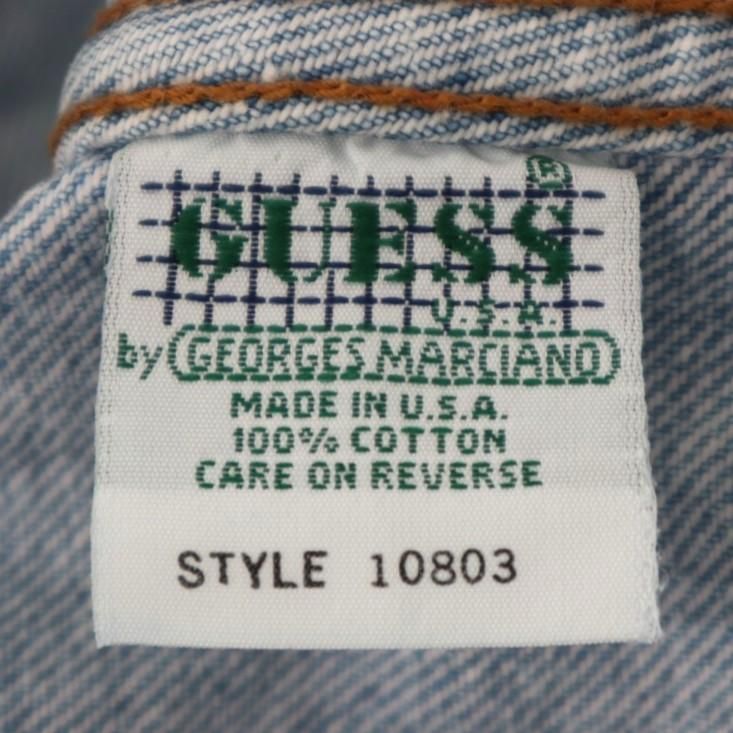 GUESS®
U.S.A.
by GEORGES MARCIANO
MADE IN U.S.A.
100% COTTON
CARE ON REVERSE
STYLE 10803